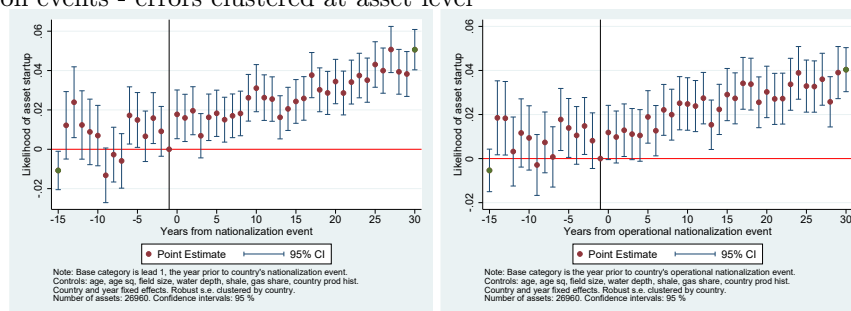 on events - errors clustered at asset level
.06
.04
.02
0
-.02
Likelihood of asset startup
-15 -10 -5 0 5 10 15 20 25 30
Years from nationalization event
Point Estimate 95% CI
Note: Base category is lead 1, the year prior to country's nationalization event.
Controls: age, age sq, field size, water depth, shale, gas share, country prod hist.
Country and year fixed effects. Robust s.e. clustered by country.
Number of assets: 26960. Confidence intervals: 95 %
.06
.04
.02
0
-.02
Likelihood of asset startup
-15 -10 -5 0 5 10 15 20 25 30
Years from operational nationalization event
Point Estimate 95% CI
Note: Base category is the year prior to country's operational nationalization event.
Controls: age, age sq, field size, water depth, shale, gas share, country prod hist.
Country and year fixed effects. Robust s.e. clustered by country.
Number of assets: 26960. Confidence intervals: 95 %